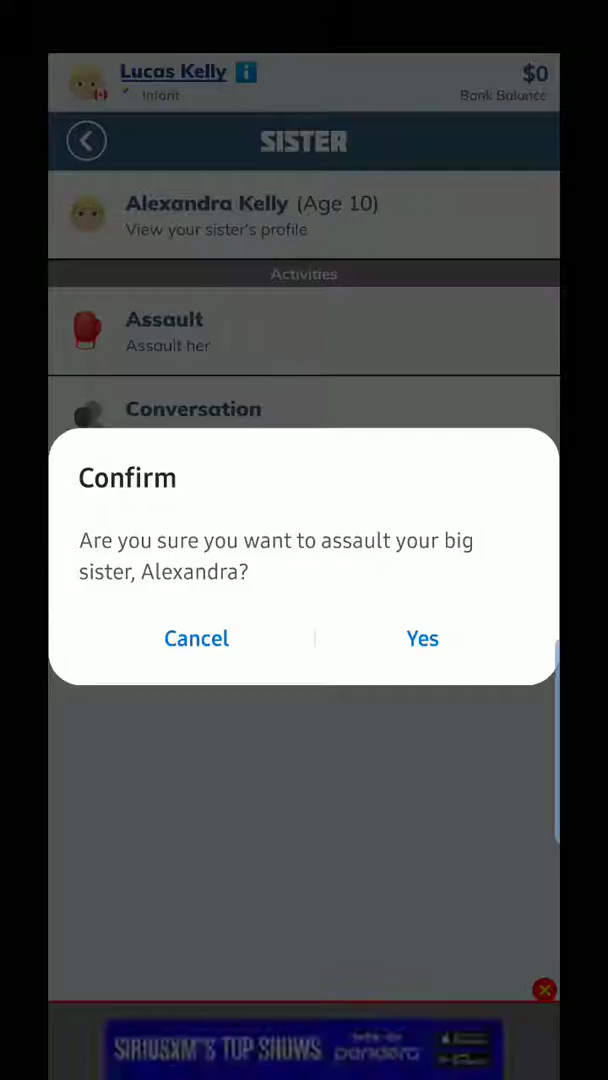 Lucas Kelly i
$0
Infant
Bank Balance
SISTER
Alexandra Kelly (Age 10)
View your sister's profile
Activities
Assault
Assault her
Conversation
Confirm
Are you sure you want to assault your big
sister, Alexandra?
Cancel
Yes
SIRIUSXM'S TOP SHOWS
pandora